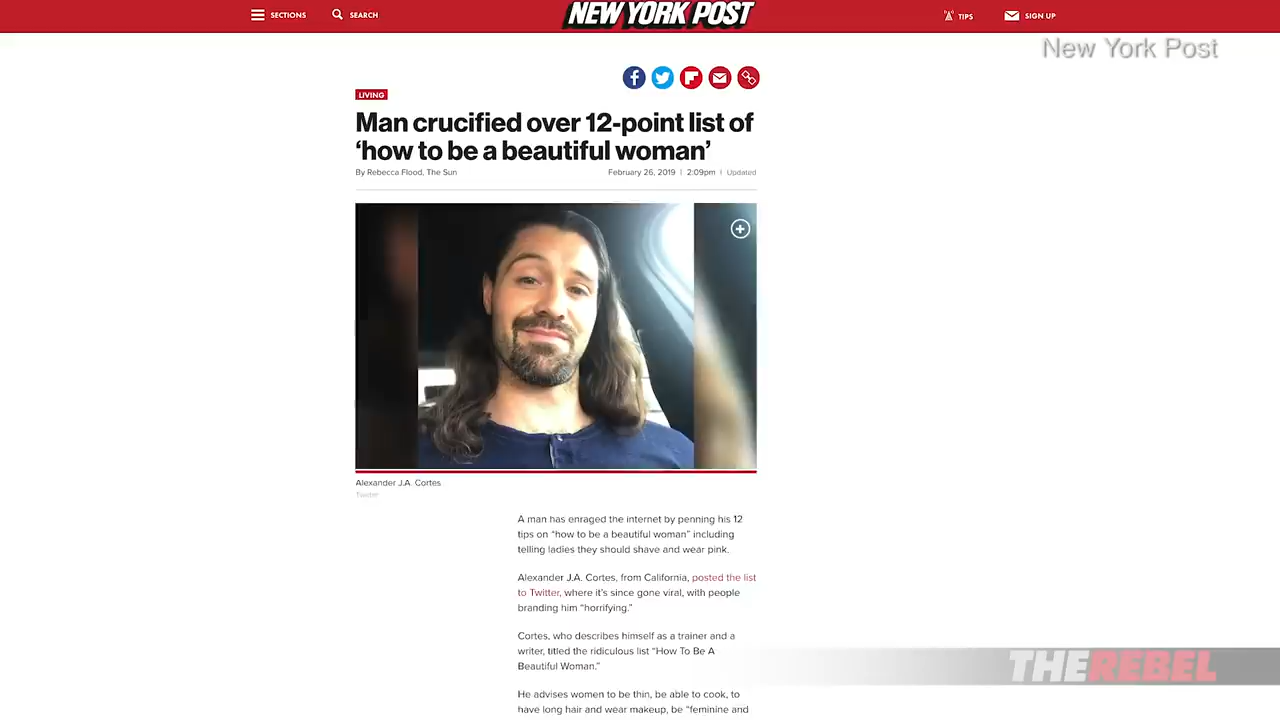 SECTIONS
SEARCH
NEW YORK POST
TIPS
SIGN UP
New York Post
LIVING
Man crucified over 12-point list of
‘how to be a beautiful woman’
By Rebecca Flood, The Sun
February 26, 2019 | 2:09pm | Updated
Alexander J.A. Cortes
Twitter
A man has enraged the internet by penning his 12
tips on “how to be a beautiful woman” including
telling ladies they should shave and wear pink.
Alexander J.A. Cortes, from California, posted the list
to Twitter, where it’s since gone viral, with people
branding him “horrifying.”
Cortes, who describes himself as a trainer and a
writer, titled the ridiculous list “How To Be A
Beautiful Woman.”
He advises women to be thin, be able to cook, to
have long hair and wear makeup, be “feminine and
THE REBEL